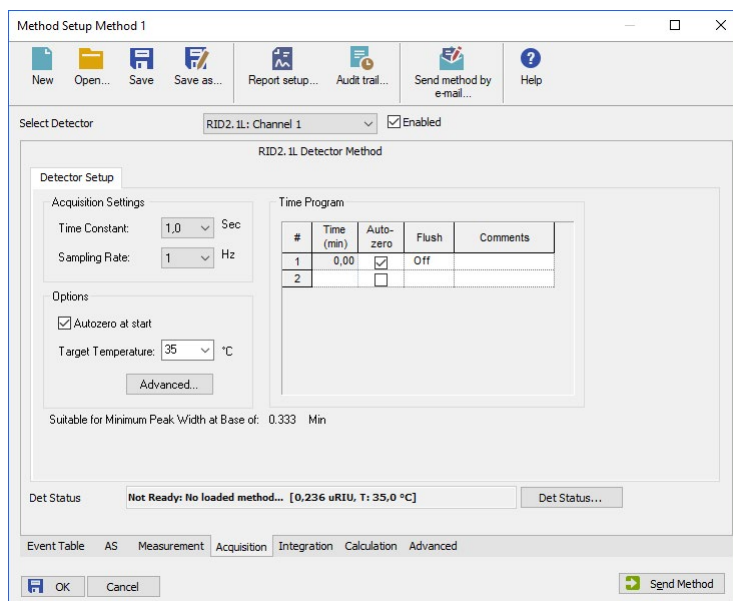 Method Setup Method 1
New Open... Save Save as... Report setup... Audit trail... Send method by e-mail... Help
Select Detector RID2.1L: Channel 1 Enabled
RID2.1L Detector Method
Detector Setup
Acquisition Settings
Time Constant: 1,0 Sec
Sampling Rate: 1 Hz
Options
Autozero at start
Target Temperature: 35 °C
Advanced...
Time Program
# Time (min) Auto-zero Flush Comments
1 0,00 Off
2
Suitable for Minimum Peak Width at Base of: 0.333 Min
Det Status Not Ready: No loaded method... [0,236 uRIU, T: 35,0 °C] Det Status...
Event Table AS Measurement Acquisition Integration Calculation Advanced
OK Cancel Send Method